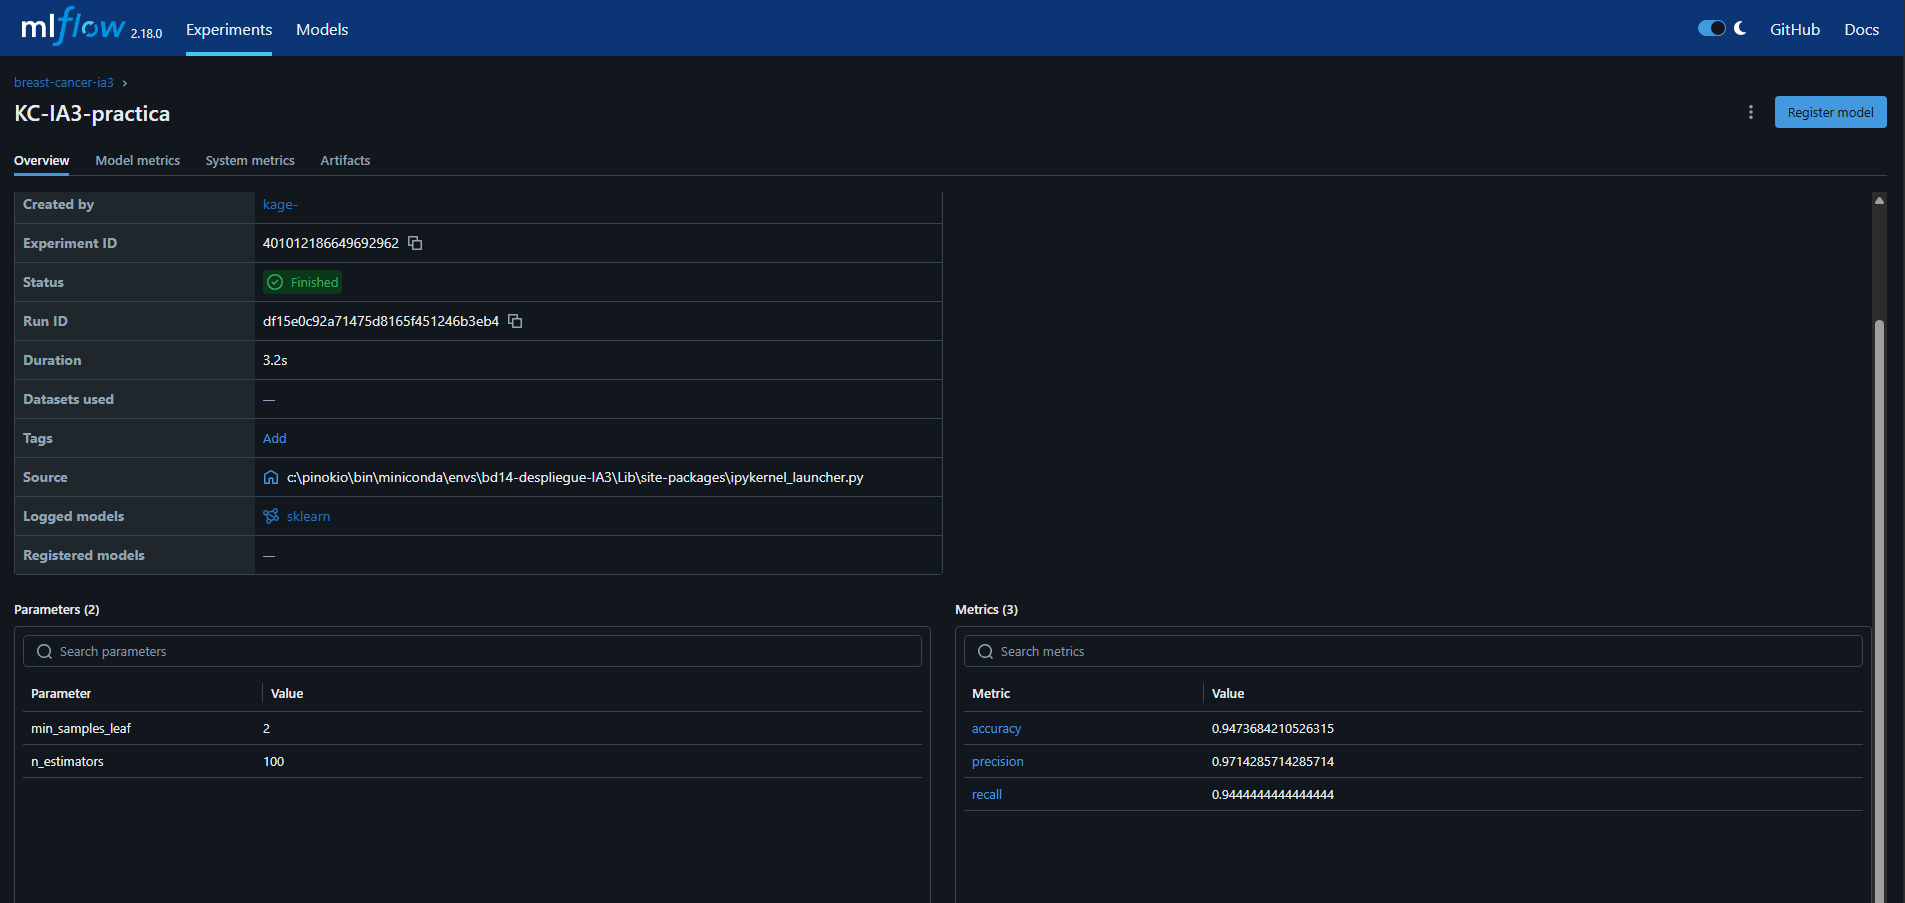 mlflow 2.18.0 Experiments Models GitHub Docs
breast-cancer-ia3 ›
KC-IA3-practica
Register model
Overview Model metrics System metrics Artifacts
Created by kage-
Experiment ID 401012186649692962
Status Finished
Run ID df15e0c92a71475d8165f451246b3eb4
Duration 3.2s
Datasets used —
Tags Add
Source c:\pinokio\bin\miniconda\envs\bd14-despliegue-IA3\Lib\site-packages\ipykernel_launcher.py
Logged models sklearn
Registered models —
Parameters (2)
Search parameters
Parameter Value
min_samples_leaf 2
n_estimators 100
Metrics (3)
Search metrics
Metric Value
accuracy 0.9473684210526315
precision 0.9714285714285714
recall 0.9444444444444444